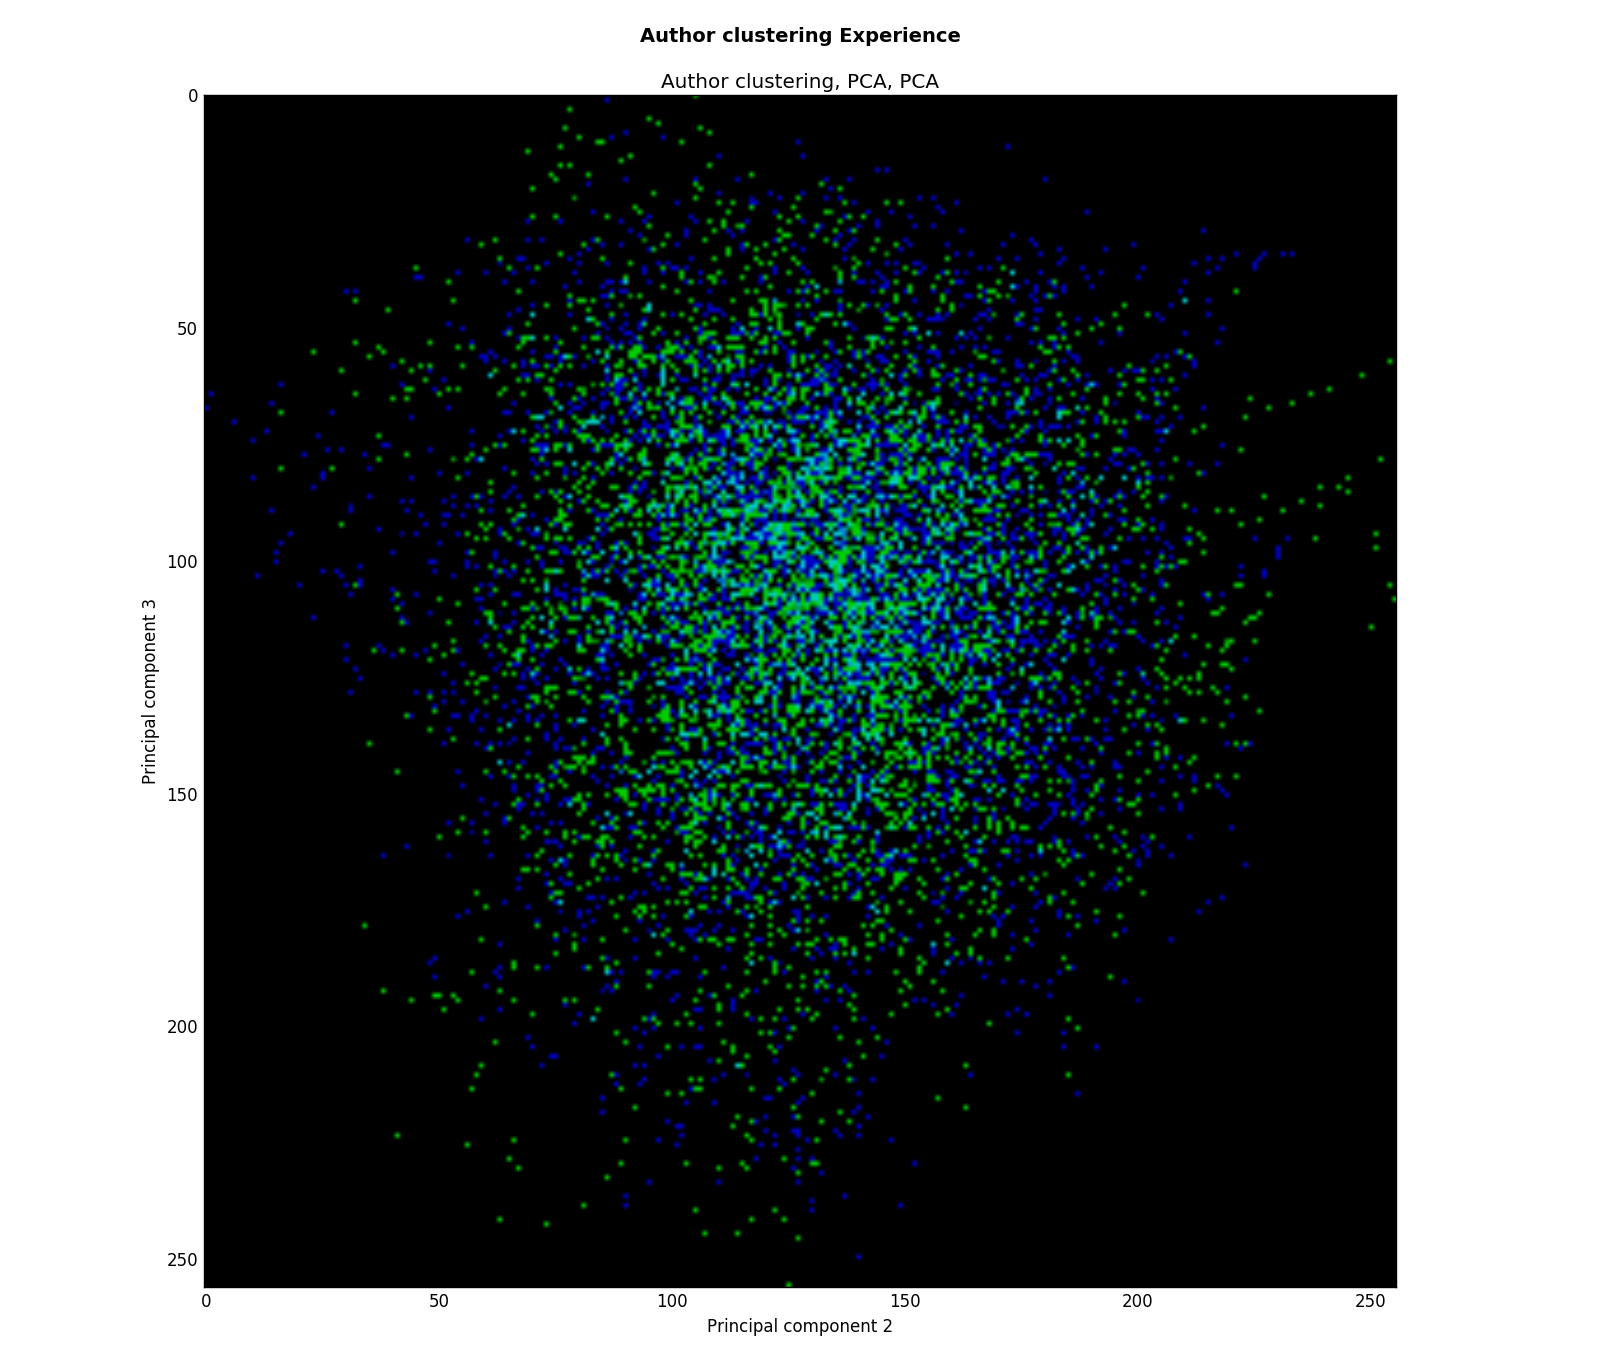 Author clustering Experience
Author clustering, PCA, PCA
0
50
100
150
200
250
Principal component 3
0 50 100 150 200 250
Principal component 2